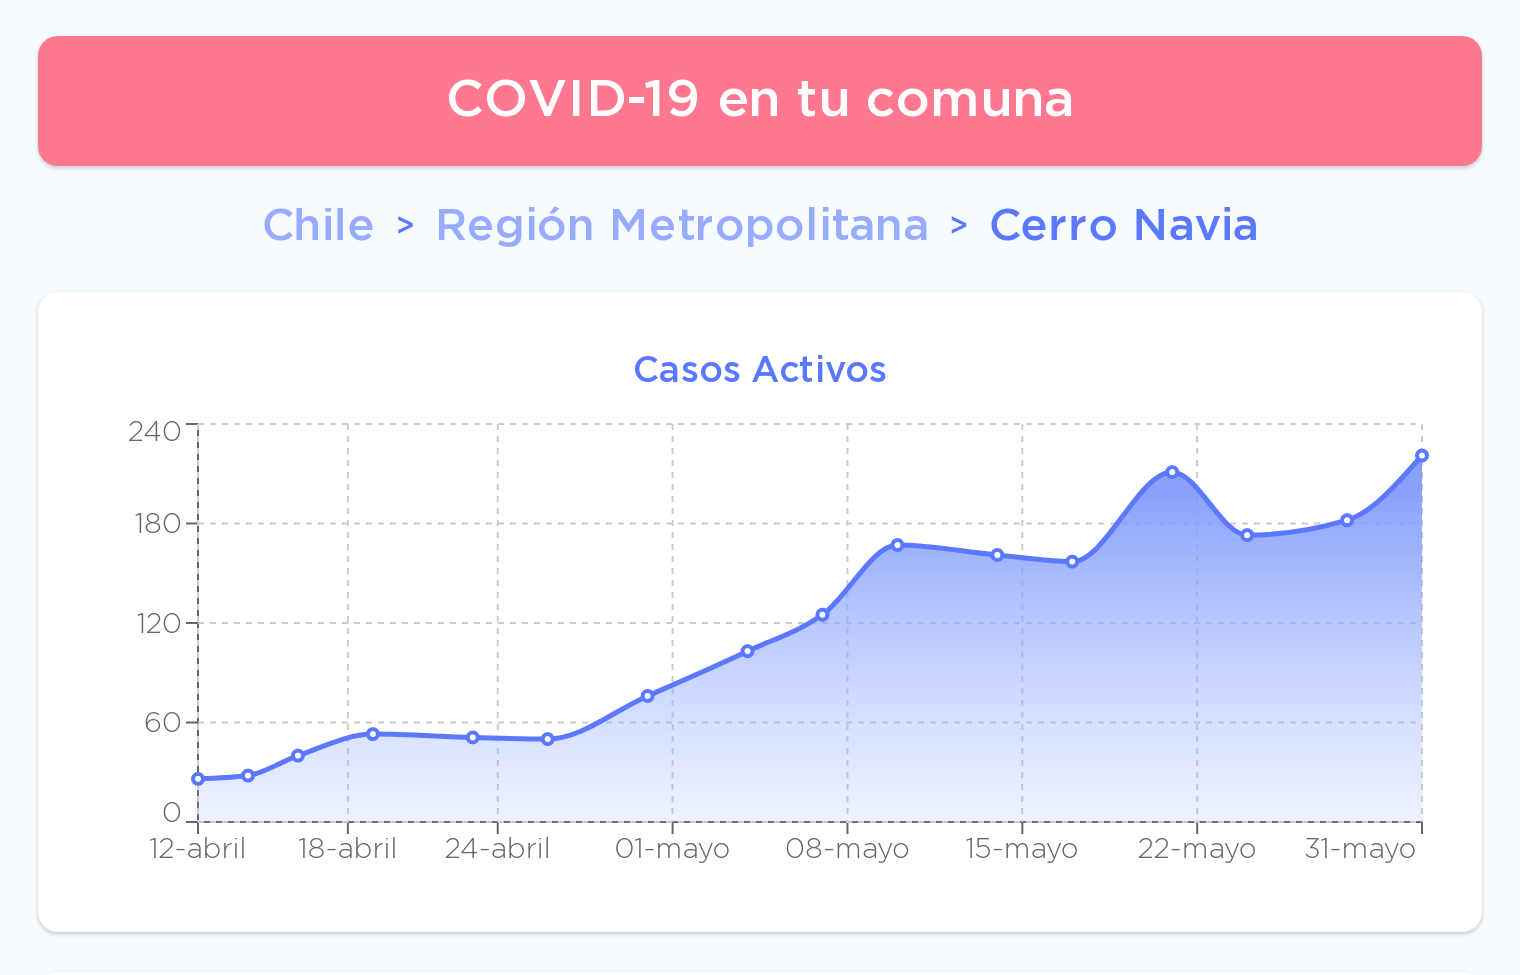 COVID-19 en tu comuna
Chile > Región Metropolitana > Cerro Navia
Casos Activos
240
180
120
60
0
12-abril 18-abril 24-abril 01-mayo 08-mayo 15-mayo 22-mayo 31-mayo